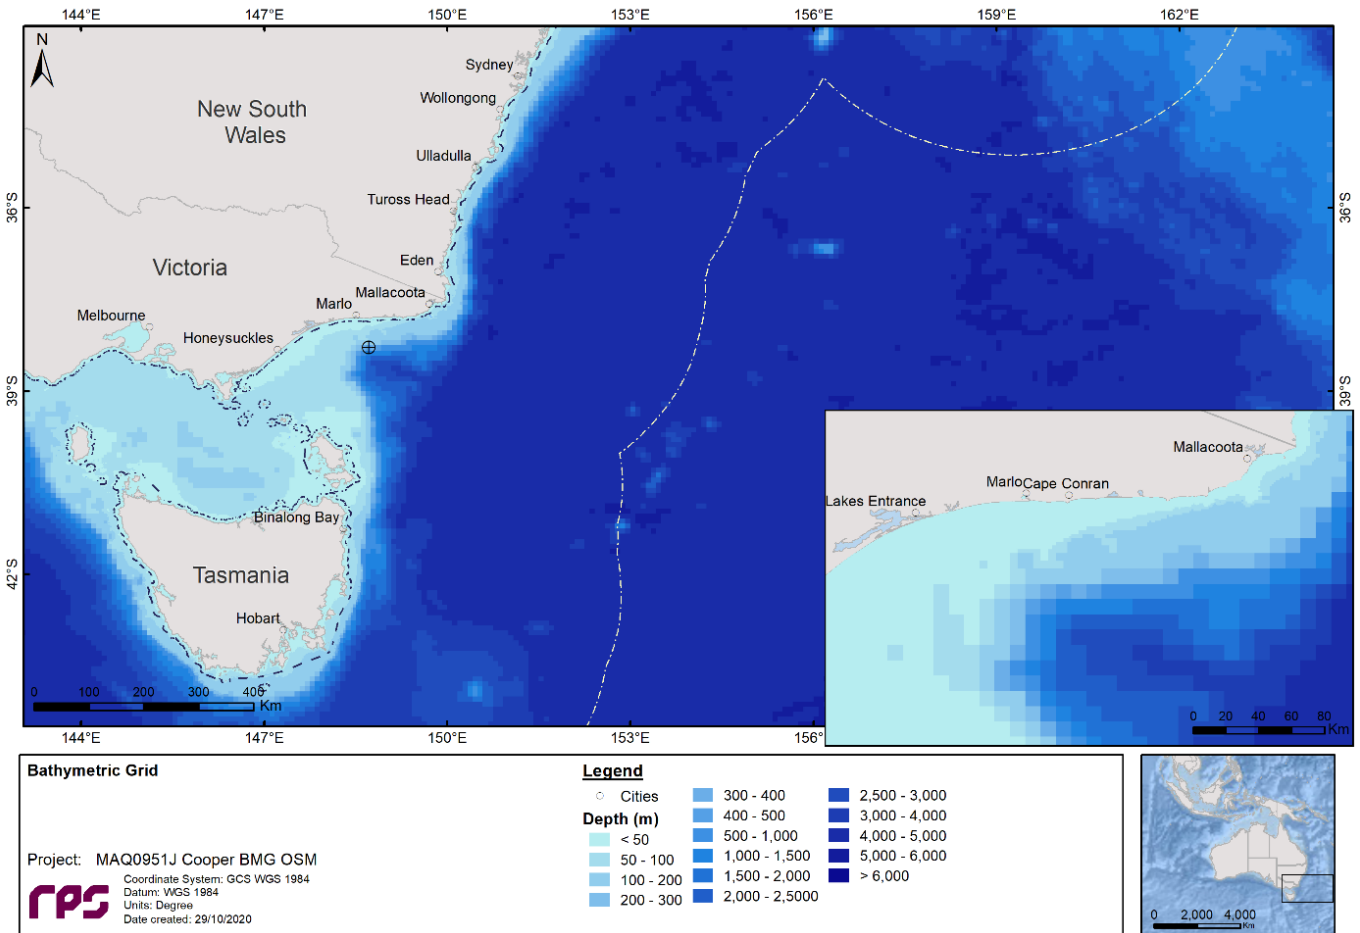 144°E 147°E 150°E 153°E 156°E 159°E 162°E
N
Sydney
Wollongong
New South
Wales
Ulladulla
Tuross Head
36°S
36°S
Eden
Victoria
Mallacoota
Marlo
Melbourne
Honeysuckles
39°S
39°S
Binalong Bay
Tasmania
42°S
Hobart
0 100 200 300 400
Km
144°E 147°E 150°E 153°E 156°
Mallacoota
Marlo Cape Conran
Lakes Entrance
0 20 40 60 80
Km
Bathymetric Grid
Project: MAQ0951J Cooper BMG OSM
rps
Coordinate System: GCS WGS 1984
Datum: WGS 1984
Units: Degree
Date created: 29/10/2020
Legend
Cities
Depth (m)
< 50
50 - 100
100 - 200
200 - 300
300 - 400
400 - 500
500 - 1,000
1,000 - 1,500
1,500 - 2,000
2,000 - 2,5000
2,500 - 3,000
3,000 - 4,000
4,000 - 5,000
5,000 - 6,000
> 6,000
0 2,000 4,000
Km